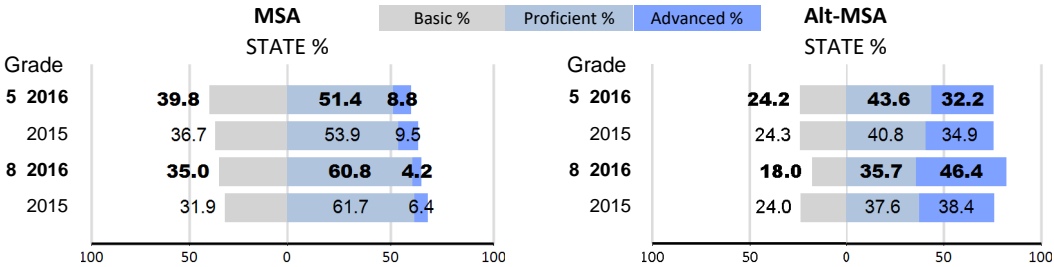 MSA Basic % Proficient % Advanced % Alt-MSA
STATE % STATE %
Grade Grade
5 2016 39.8 51.4 8.8 5 2016 24.2 43.6 32.2
2015 36.7 53.9 9.5 2015 24.3 40.8 34.9
8 2016 35.0 60.8 4.2 8 2016 18.0 35.7 46.4
2015 31.9 61.7 6.4 2015 24.0 37.6 38.4
100 50 0 50 100 100 50 0 50 100